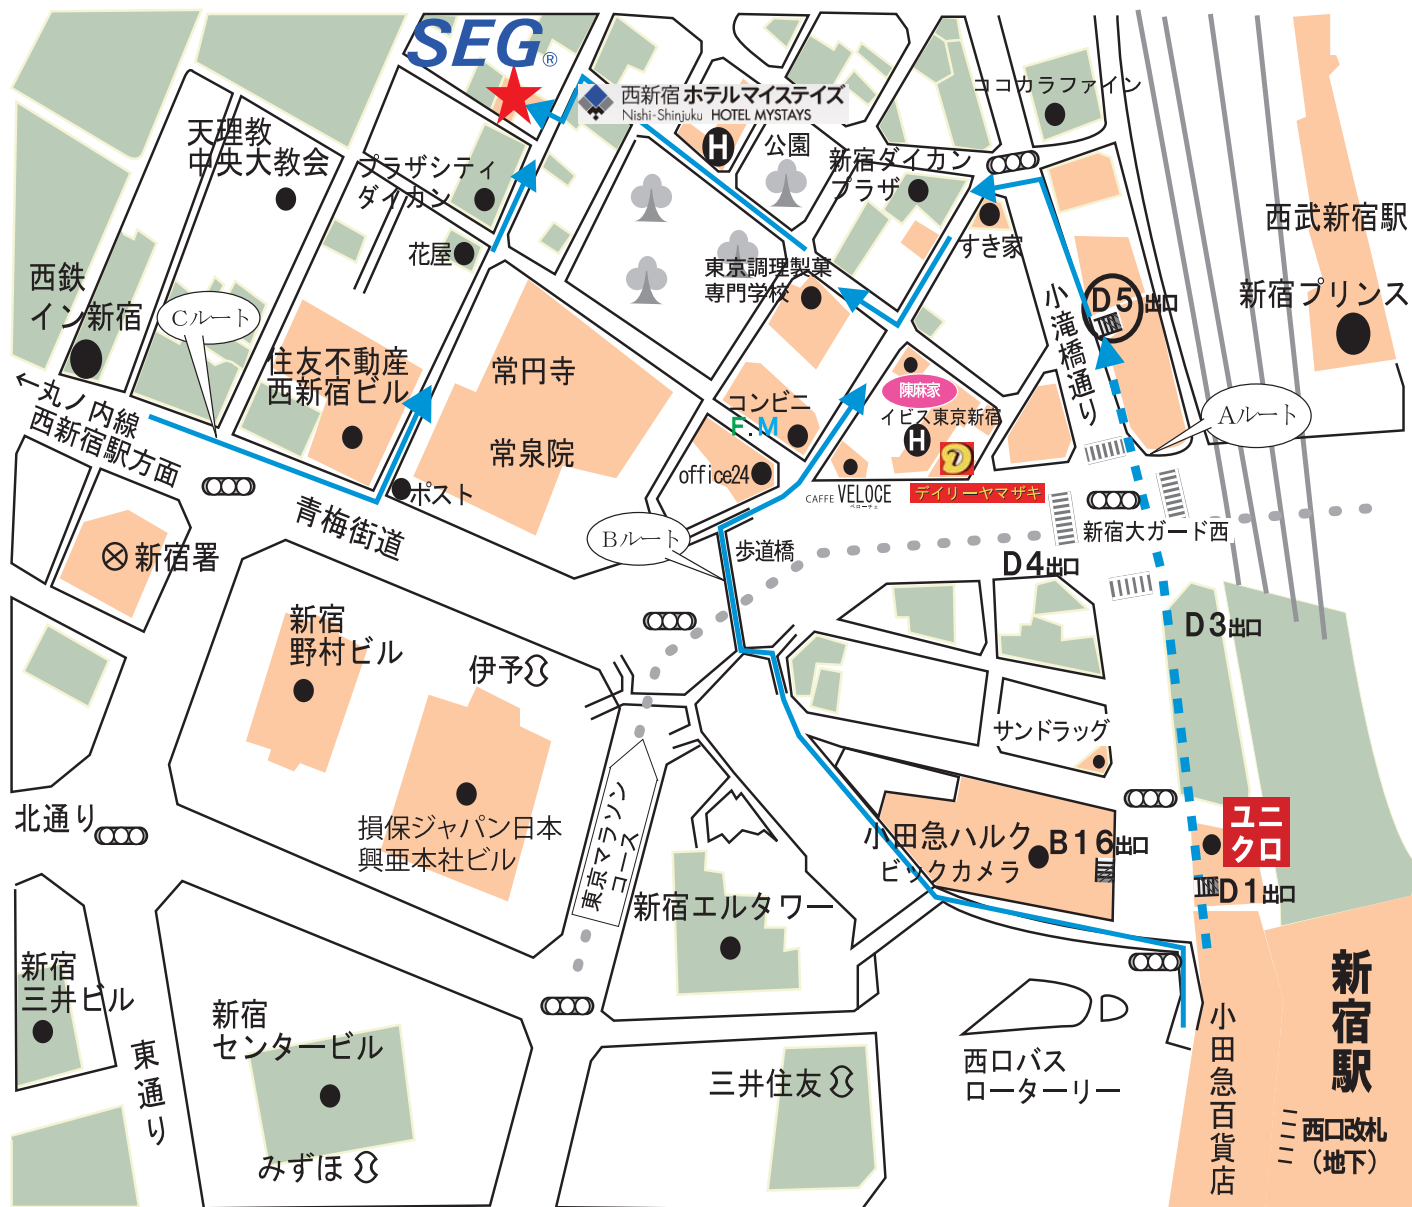 SEG®
西新宿 ホテルマイステイズ
Nishi-Shinjuku HOTEL MYSTAYS
H
公園
ココカラファイン
天理教
中央大教会
プラザシティ
ダイカン
新宿ダイカン
プラザ
すき家
西武新宿駅
新宿プリンス
花屋
西鉄
イン新宿
Cルート
東京調理製菓
専門学校
小滝橋通り
D5出口
住友不動産
西新宿ビル
常円寺
常泉院
コンビニ
F.M
陳麻家
イビス東京新宿
H
Aルート
←丸ノ内線
西新宿駅方面
office24
CAFFE VELOCE
ベローチェ
デイリーヤマザキ
ポスト
青梅街道
新宿署
Bルート
歩道橋
新宿大ガード西
D4出口
D3出口
新宿
野村ビル
伊予
サンドラッグ
北通り
損保ジャパン日本
興亜本社ビル
東京マラソン
コース
小田急ハルク
ビックカメラ
B16出口
ユニ
クロ
D1出口
新宿エルタワー
新宿
三井ビル
新宿
センタービル
東通り
みずほ
三井住友
西口バス
ローターリー
小田急百貨店
新宿駅
西口改札
（地下）